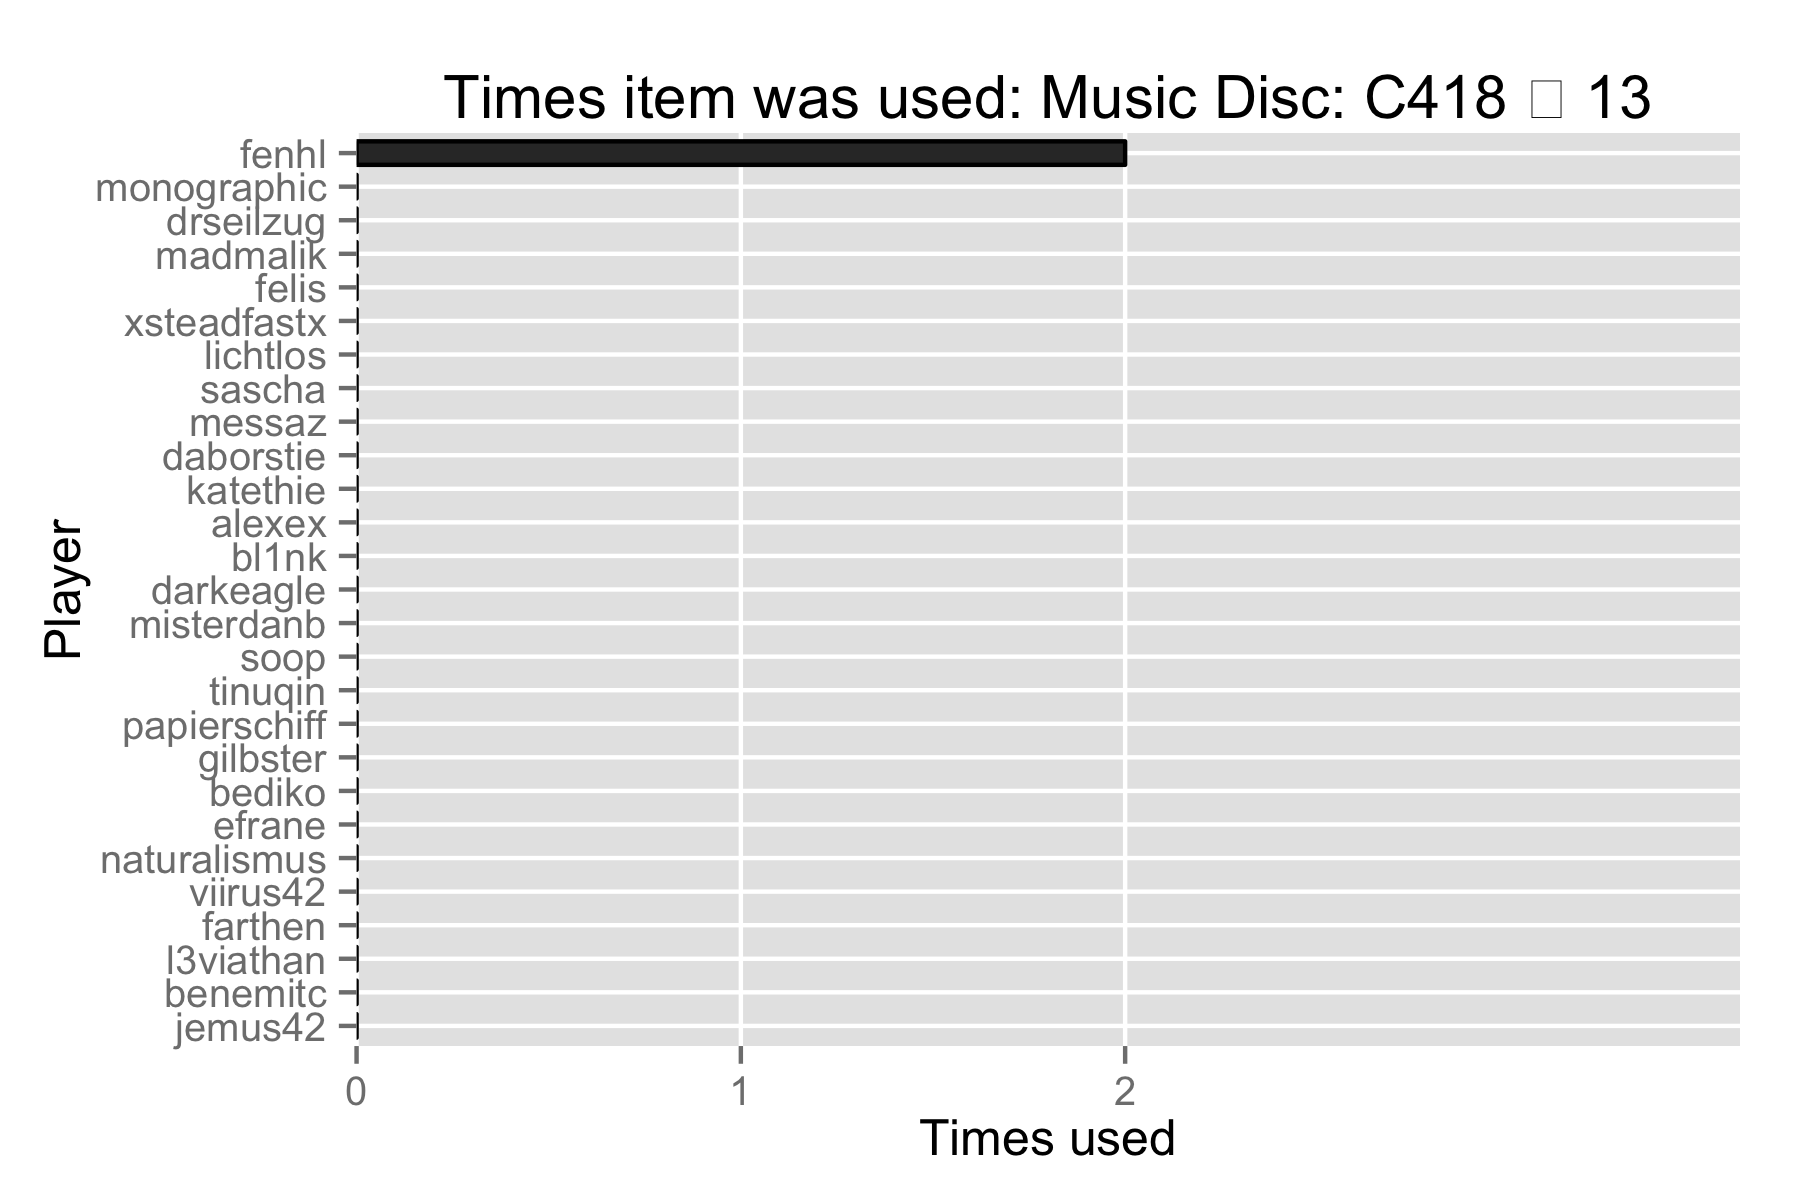 Times item was used: Music Disc: C418 □ 13
fenhl
monographic
drseilzug
madmalik
felis
xsteadfastx
lichtlos
sascha
messaz
daborstie
katethie
alexex
bl1nk
darkeagle
misterdanb
soop
tinuqin
papierschiff
gilbster
bediko
efrane
naturalismus
viirus42
farthen
l3viathan
benemitc
jemus42
Player
0 1 2
Times used